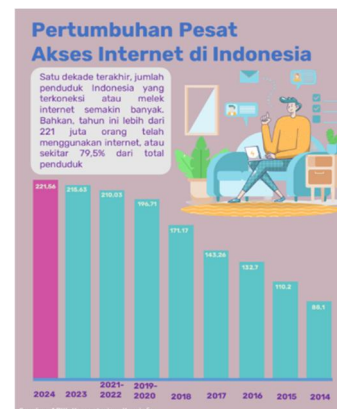 Pertumbuhan Pesat
Akses Internet di Indonesia
Satu dekade terakhir, jumlah
penduduk Indonesia yang
terkoneksi atau melek
internet semakin banyak.
Bahkan, tahun ini lebih dari
221 juta orang telah
menggunakan internet, atau
sekitar 79,5% dari total
penduduk
221.56
215.63
210.03
196.71
171.17
143.26
132,7
110.2
88,1
2024 2023 2021-2022 2019-2020 2018 2017 2016 2015 2014